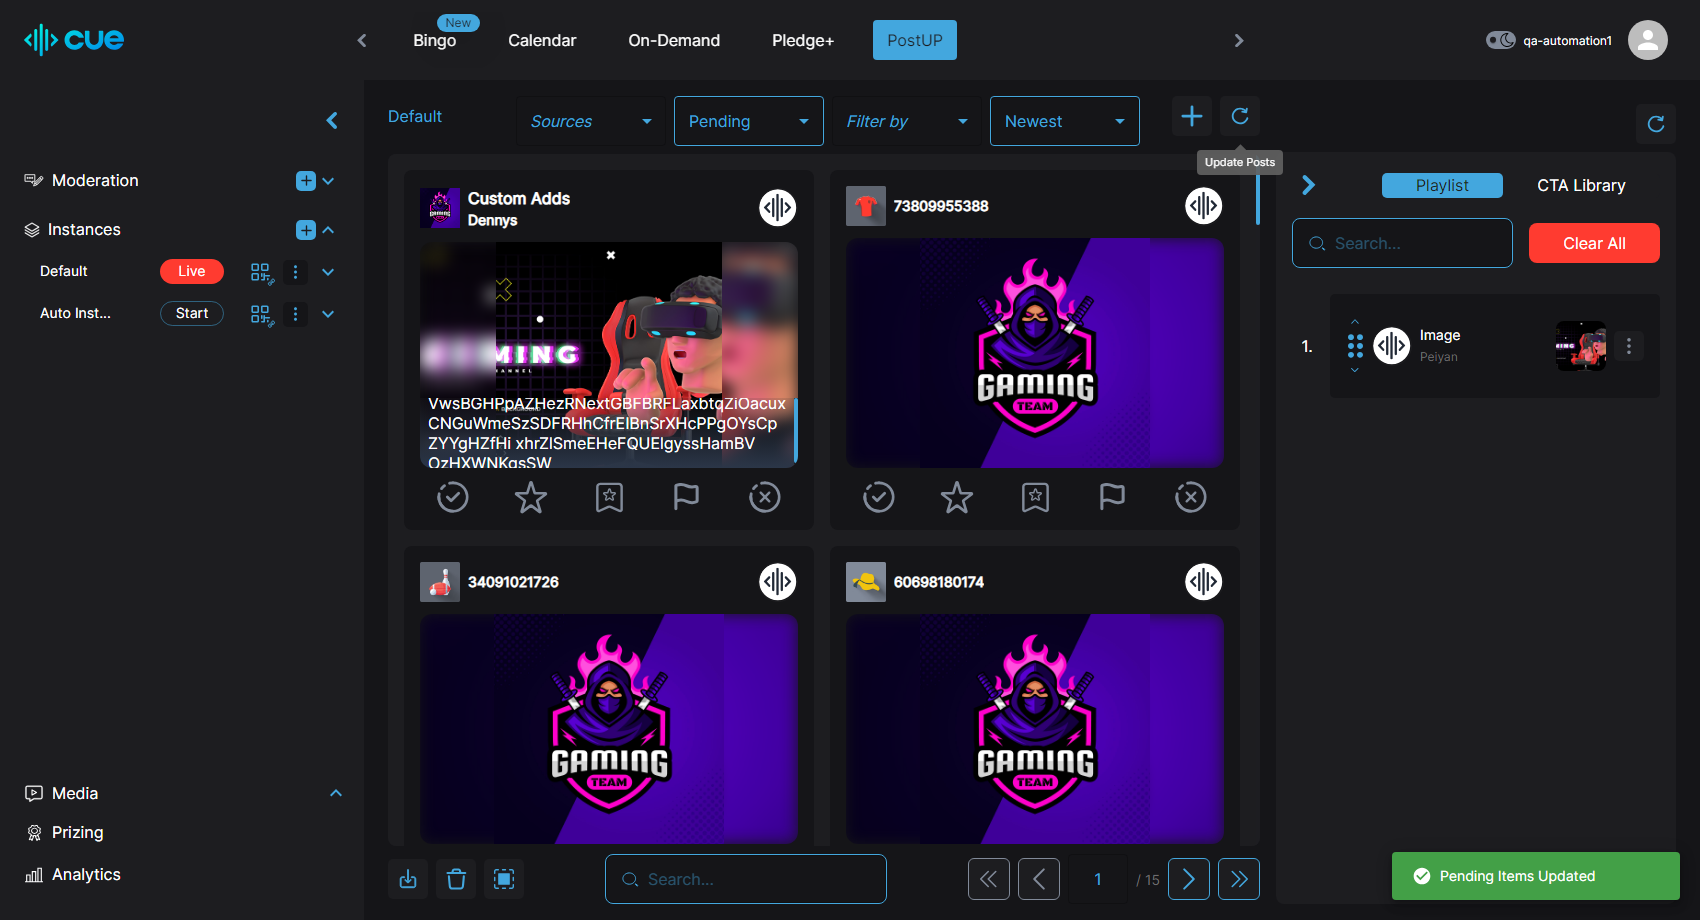 cue
New
Bingo
Calendar
On-Demand
Pledge+
PostUP
qa-automation1
Default
Sources
Pending
Filter by
Newest
Update Posts
Moderation
Instances
Default
Live
Auto Inst...
Start
Media
Prizing
Analytics
Custom Adds
Dennys
MING
VwsBGHPpAZHezRNextGBFBRFLaxbtqZiOacux
CNGuWmeSzSDFRHhCfrElBnSrXHcPPgOYsCp
ZYYgHZfHi xhrZISmeEHeFQUElgyssHamBV
OzHXWNKqsSW
73809955388
GAMING
TEAM
34091021726
GAMING
TEAM
60698180174
GAMING
TEAM
Search...
1
/ 15
Playlist
CTA Library
Search...
Clear All
1.
Image
Peiyan
Pending Items Updated